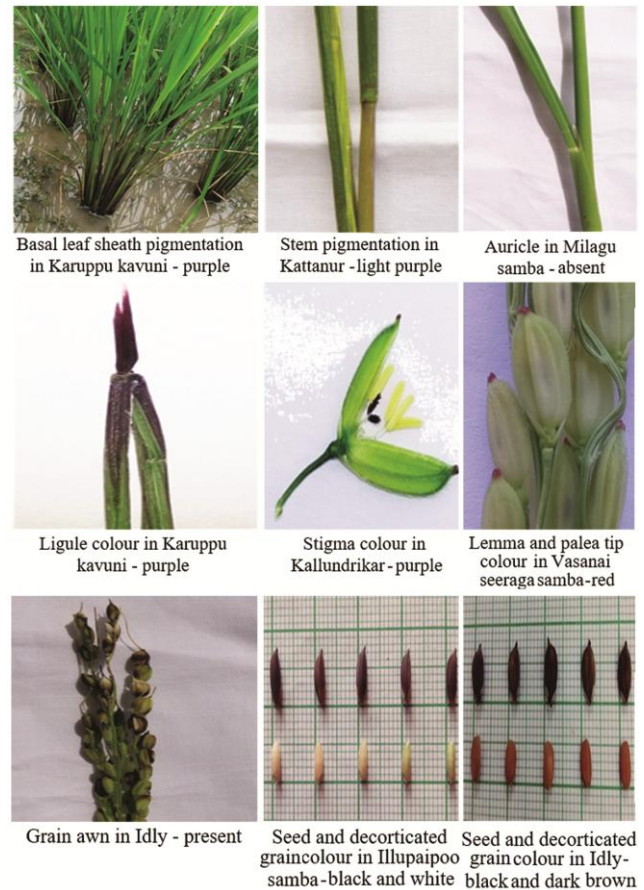 Basal leaf sheath pigmentation
in Karuppu kavuni - purple
Stem pigmentation in
Kattanur - light purple
Auricle in Milagu
samba - absent
Ligule colour in Karuppu
kavuni - purple
Stigma colour in
Kallundrikar - purple
Lemma and palea tip
colour in Vasanai
seeraga samba-red
Grain awn in Idly - present
Seed and decorticated
graincolour in Illupaipoo
samba-black and white
Seed and decorticated
grain colour in Idly-
black and dark brown